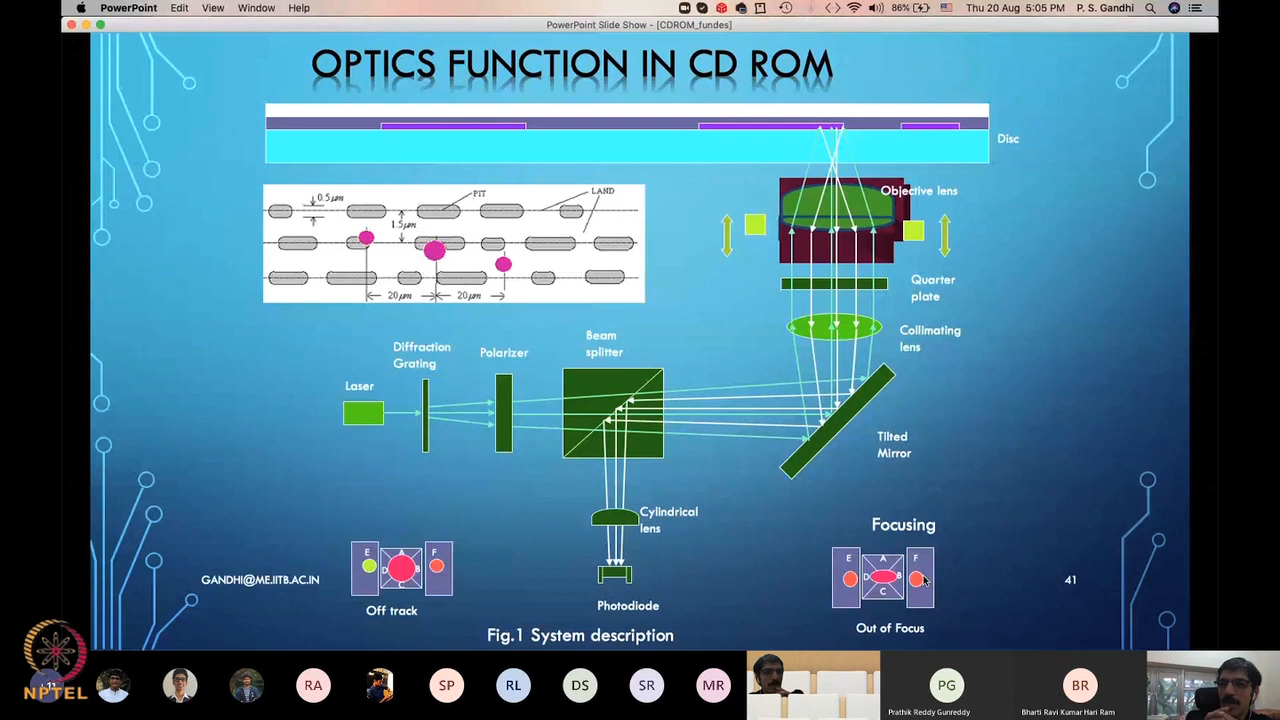 PowerPoint Edit View Window Help
86% Thu 20 Aug 5:05 PM P. S. Gandhi
PowerPoint Slide Show - [CDROM_fundes]
OPTICS FUNCTION IN CD ROM
Disc
Objective lens
PIT
LAND
0.5μm
1.5μm
20μm 20μm
Quarter
plate
Collimating
lens
Beam
splitter
Diffraction
Grating
Polarizer
Laser
Tilted
Mirror
Cylindrical
lens
Photodiode
Focusing
E A F
D B
C
Off track
E A F
D B
C
Out of Focus
GANDHI@ME.IITB.AC.IN
41
Fig.1 System description
NPTEL
RA SP RL DS SR MR PG BR
Prathik Reddy Gunreddy Bharti Ravi Kumar Hari Ram